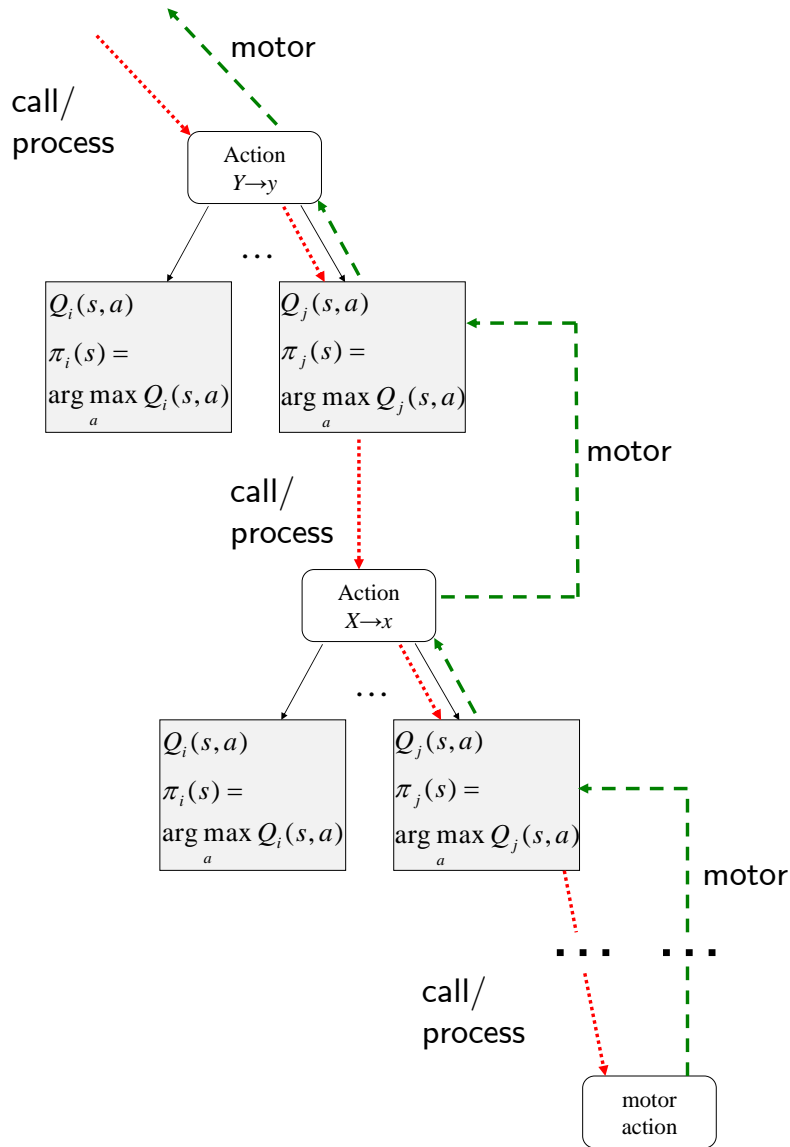 motor
call/
process
Action
Y→y
...
Q_i(s,a)
π_i(s) =
arg max_a Q_i(s,a)
Q_j(s,a)
π_j(s) =
arg max_a Q_j(s,a)
motor
call/
process
Action
X→x
...
Q_i(s,a)
π_i(s) =
arg max_a Q_i(s,a)
Q_j(s,a)
π_j(s) =
arg max_a Q_j(s,a)
motor
... ...
call/
process
motor
action